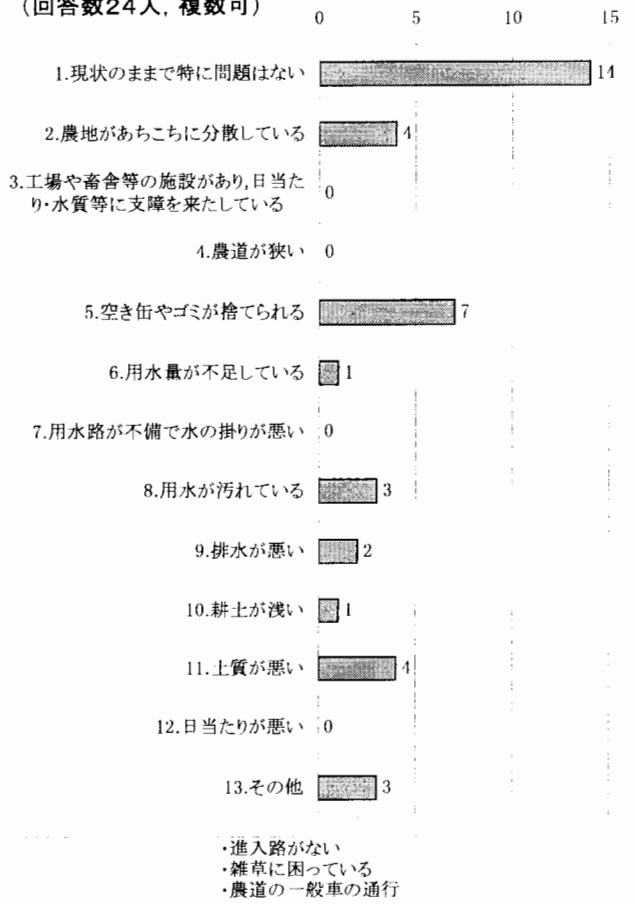 (回答数24人, 複数可)
0 5 10 15
1.現状のままで特に問題はない 14
2.農地があちこちに分散している 4
3.工場や畜舎等の施設があり,日当た
り・水質等に支障を来たしている 0
4.農道が狭い 0
5.空き缶やゴミが捨てられる 7
6.用水量が不足している 1
7.用水路が不備で水の掛りが悪い 0
8.用水が汚れている 3
9.排水が悪い 2
10.耕土が浅い 1
11.土質が悪い 4
12.日当たりが悪い 0
13.その他 3
・進入路がない
・雑草に困っている
・農道の一般車の通行